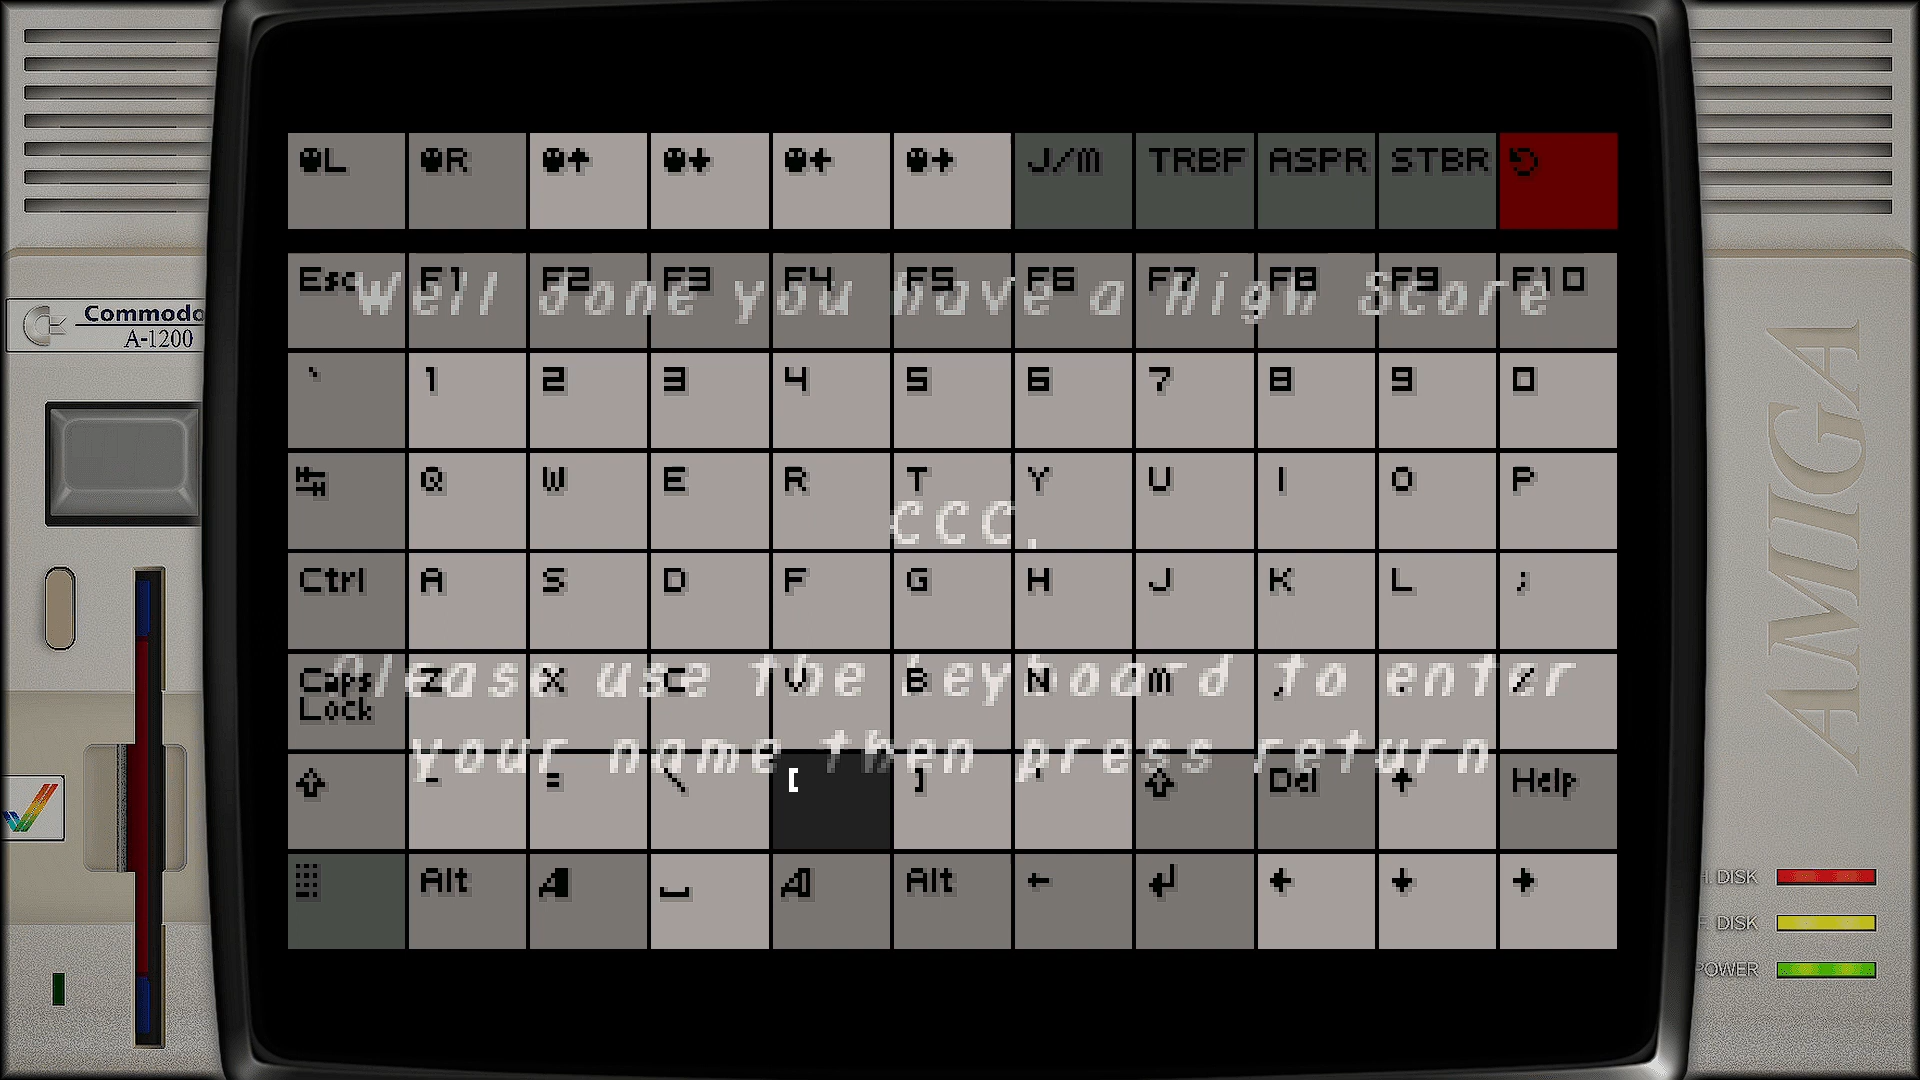 L R J/M TRBF ASPR STBR
Esc F1 F2 F3 F4 F5 F6 F7 F8 F9 F10
Well done you have a High Score
Commodo
A-1200
` 1 2 3 4 5 6 7 8 9 0
Q W E R T Y U I O P
CCC.
Ctrl A S D F G H J K L ;
Caps Lock Z X C V B N M , . /
Please use the keyboard to enter
your name then press return
- = \ [ ] ' Del Help
Alt A A Alt
AMIGA
H. DISK
F. DISK
POWER